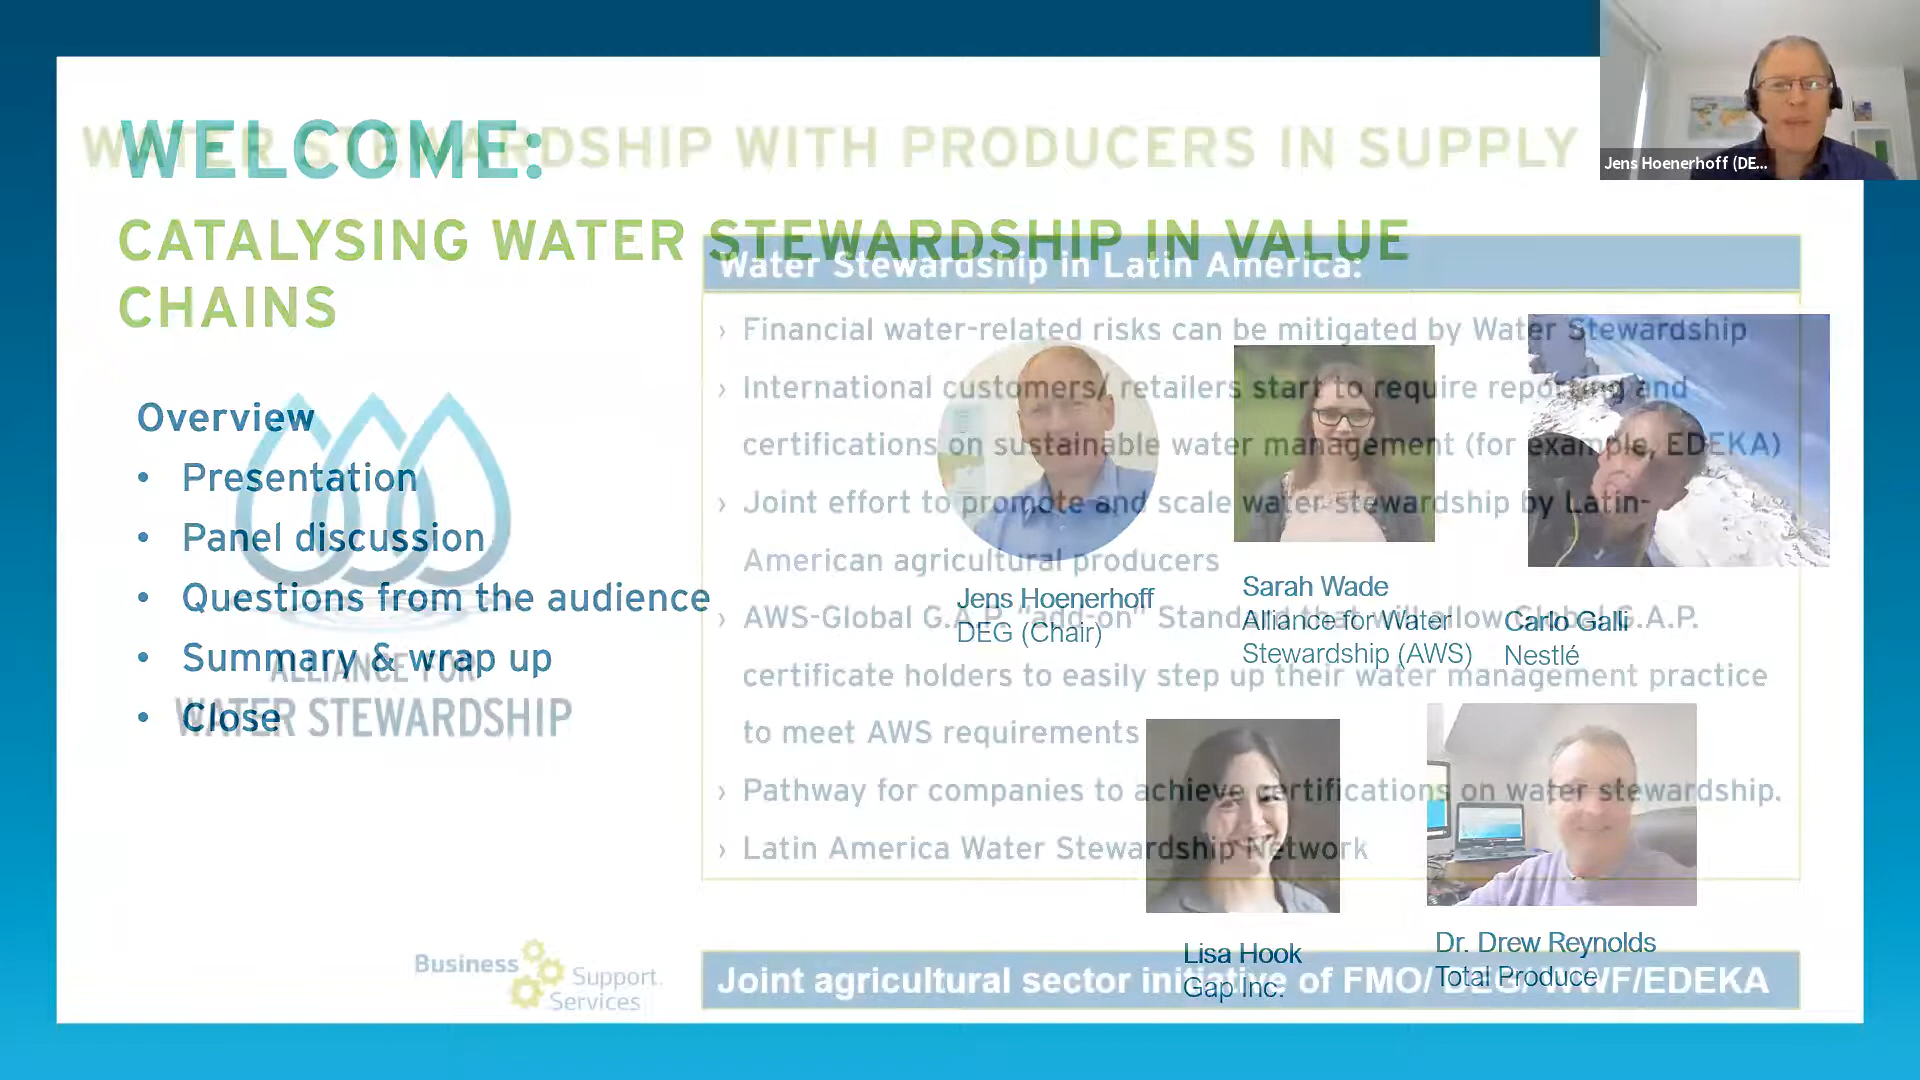 WELCOME:
WATER STEWARDSHIP WITH PRODUCERS IN SUPPLY
CATALYSING WATER STEWARDSHIP IN VALUE
CHAINS
Overview
• Presentation
• Panel discussion
• Questions from the audience
• Summary & wrap up
• Close
ALLIANCE FOR
WATER STEWARDSHIP
Water Stewardship in Latin America:
› Financial water-related risks can be mitigated by Water Stewardship
› International customers/ retailers start to require reporting and
certifications on sustainable water management (for example, EDEKA)
› Joint effort to promote and scale water stewardship by Latin-
American agricultural producers
› AWS-Global G.A.P. "add-on" Standard that will allow Global G.A.P.
certificate holders to easily step up their water management practice
to meet AWS requirements
› Pathway for companies to achieve certifications on water stewardship.
› Latin America Water Stewardship Network
Jens Hoenerhoff
DEG (Chair)
Sarah Wade
Alliance for Water
Stewardship (AWS)
Carlo Galli
Nestlé
Lisa Hook
Gap Inc.
Dr. Drew Reynolds
Total Produce
Business
Support.
Services
Joint agricultural sector initiative of FMO/ DEG/ WWF/EDEKA
Jens Hoenerhoff (DE...